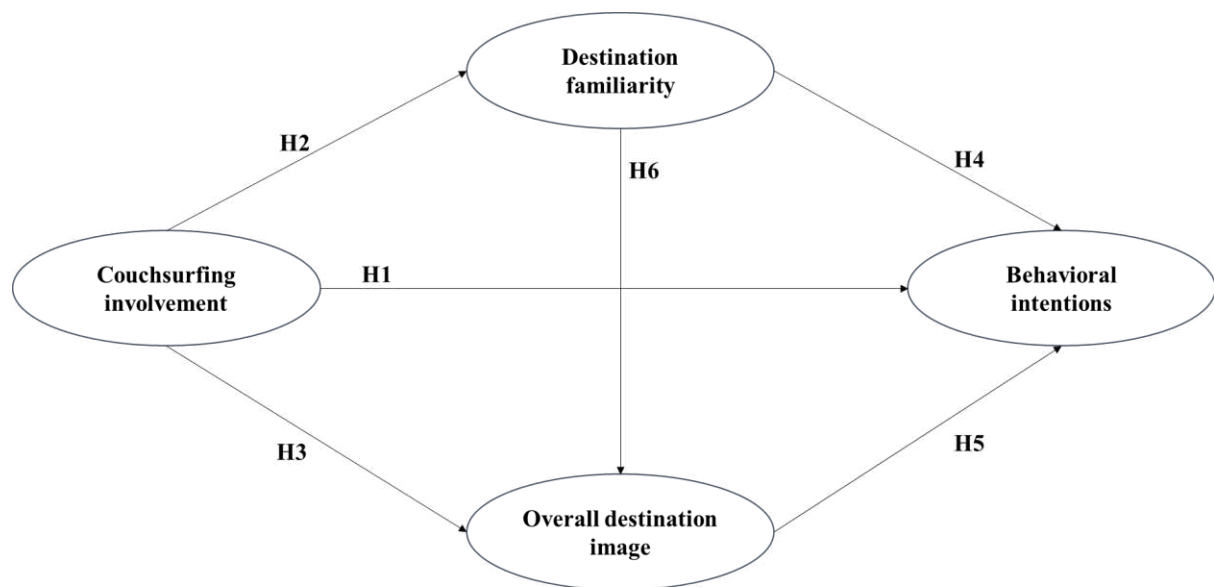 Destination
familiarity
H2
H6
H4
Couchsurfing
involvement
H1
Behavioral
intentions
H3
H5
Overall destination
image